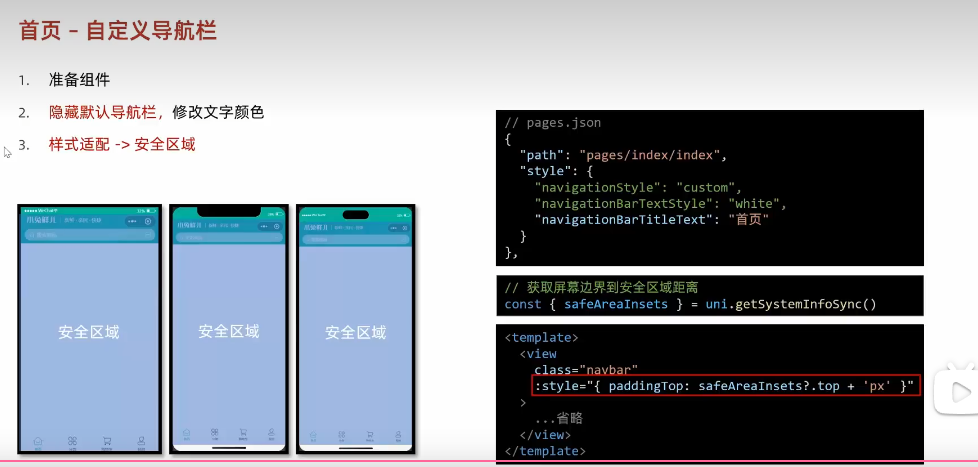 首页 – 自定义导航栏
1. 准备组件
2. 隐藏默认导航栏，修改文字颜色
3. 样式适配 -> 安全区域
安全区域
安全区域
安全区域
// pages.json
{
"path": "pages/index/index",
"style": {
"navigationStyle": "custom",
"navigationBarTextStyle": "white",
"navigationBarTitleText": "首页"
}
},
// 获取屏幕边界到安全区域距离
const { safeAreaInsets } = uni.getSystemInfoSync()
<template>
<view
class="navbar"
:style="{ paddingTop: safeAreaInsets?.top + 'px' }"
>
...省略
</view>
</template>